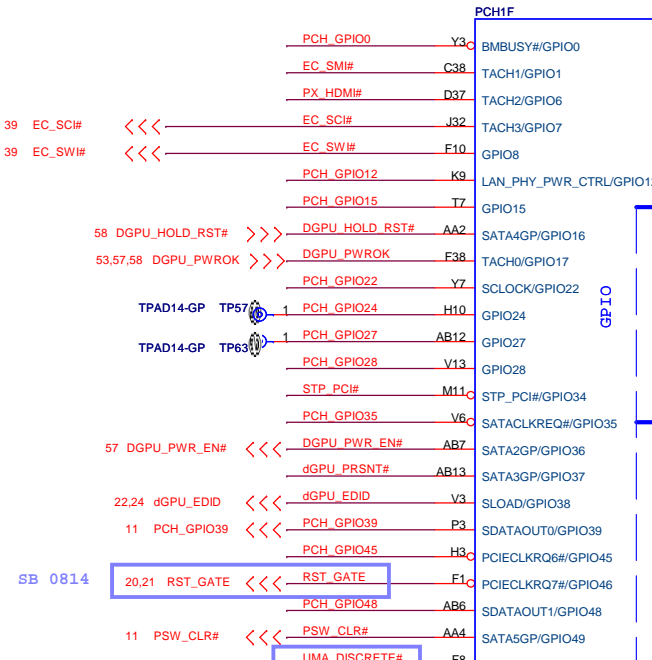 PCH1F
PCH_GPIO0 Y3 BMBUSY#/GPIO0
EC_SMI# C38 TACH1/GPIO1
PX_HDMI# D37 TACH2/GPIO6
39 EC_SCI# EC_SCI# J32 TACH3/GPIO7
39 EC_SWI# EC_SWI# F10 GPIO8
PCH_GPIO12 K9 LAN_PHY_PWR_CTRL/GPIO12
PCH_GPIO15 T7 GPIO15
58 DGPU_HOLD_RST# DGPU_HOLD_RST# AA2 SATA4GP/GPIO16
53,57,58 DGPU_PWROK DGPU_PWROK F38 TACH0/GPIO17
PCH_GPIO22 Y7 SCLOCK/GPIO22
TPAD14-GP TP57 1 PCH_GPIO24 H10 GPIO24
GPIO
TPAD14-GP TP63 1 PCH_GPIO27 AB12 GPIO27
PCH_GPIO28 V13 GPIO28
STP_PCI# M11 STP_PCI#/GPIO34
PCH_GPIO35 V6 SATACLKREQ#/GPIO35
57 DGPU_PWR_EN# DGPU_PWR_EN# AB7 SATA2GP/GPIO36
dGPU_PRSNT# AB13 SATA3GP/GPIO37
22,24 dGPU_EDID dGPU_EDID V3 SLOAD/GPIO38
11 PCH_GPIO39 PCH_GPIO39 P3 SDATAOUT0/GPIO39
PCH_GPIO45 H3 PCIECLKRQ6#/GPIO45
SB 0814 20,21 RST_GATE RST_GATE F1 PCIECLKRQ7#/GPIO46
PCH_GPIO48 AB6 SDATAOUT1/GPIO48
11 PSW_CLR# PSW_CLR# AA4 SATA5GP/GPIO49
UMA_DISCRETE# F8